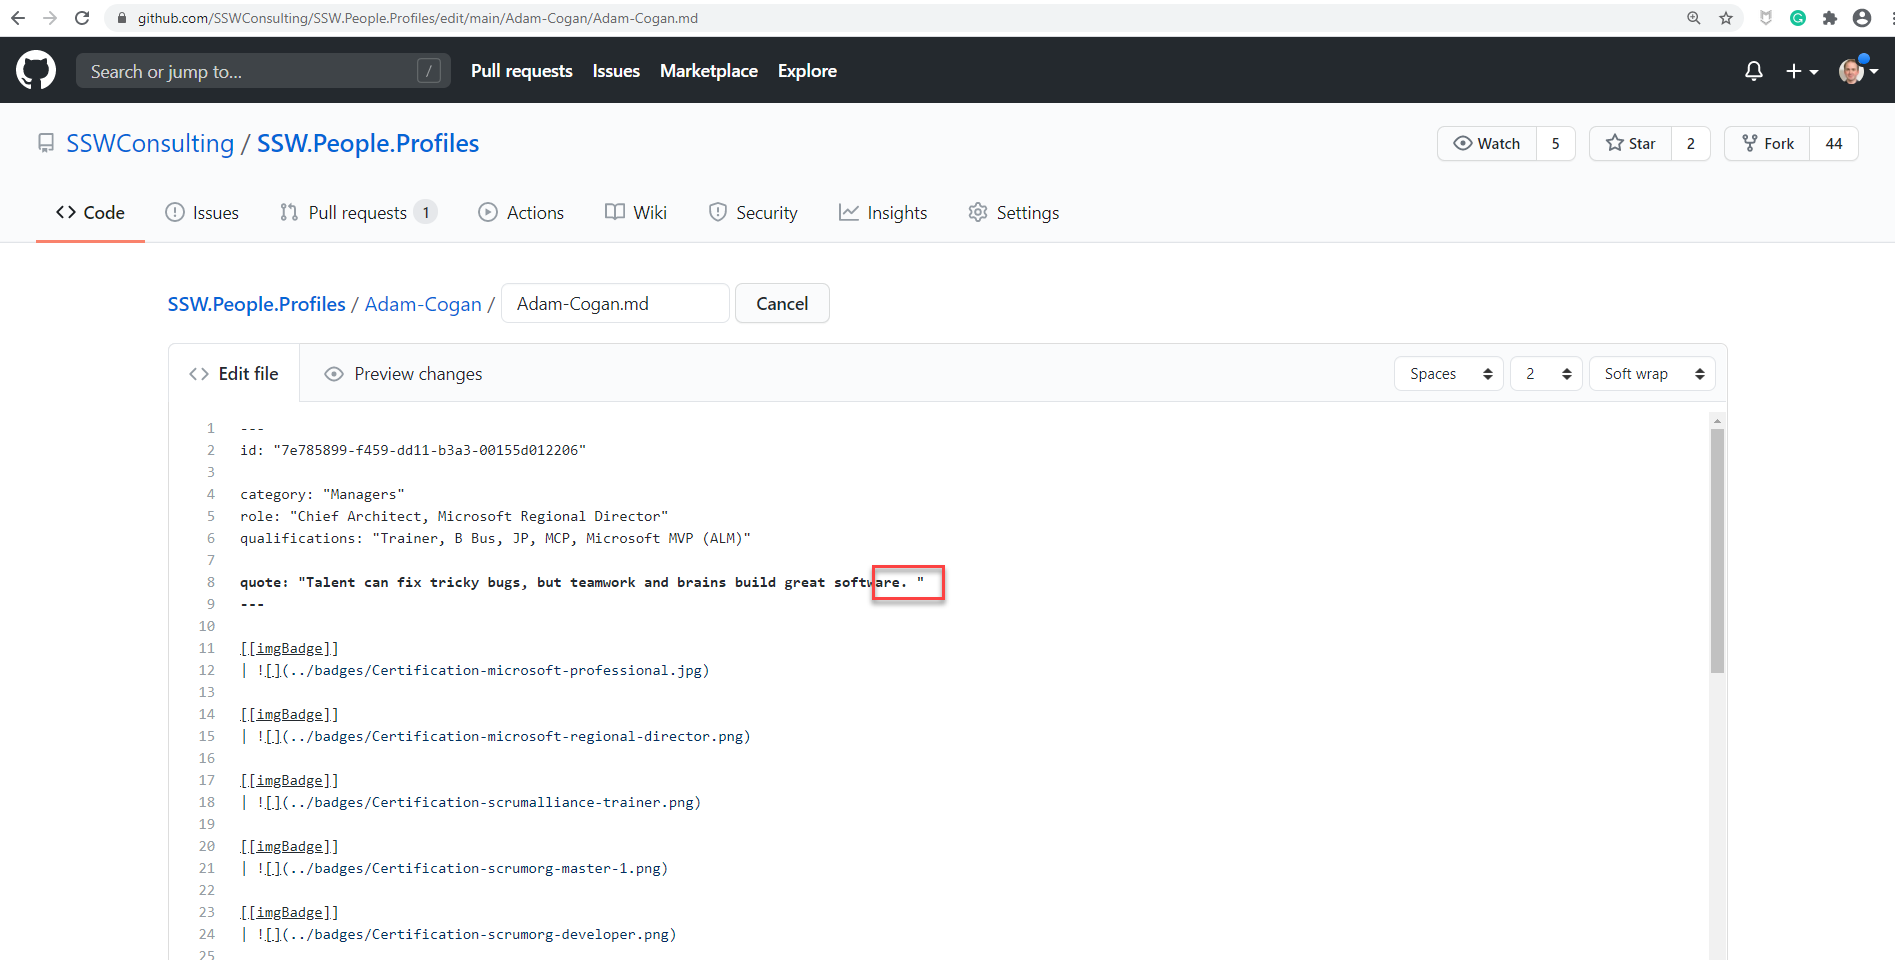 github.com/SSWConsulting/SSW.People.Profiles/edit/main/Adam-Cogan/Adam-Cogan.md
Search or jump to... /
Pull requests Issues Marketplace Explore
SSWConsulting / SSW.People.Profiles
Watch 5 Star 2 Fork 44
Code Issues Pull requests 1 Actions Wiki Security Insights Settings
SSW.People.Profiles / Adam-Cogan / Adam-Cogan.md Cancel
Edit file Preview changes Spaces 2 Soft wrap
1 ---
2 id: "7e785899-f459-dd11-b3a3-00155d012206"
3
4 category: "Managers"
5 role: "Chief Architect, Microsoft Regional Director"
6 qualifications: "Trainer, B Bus, JP, MCP, Microsoft MVP (ALM)"
7
8 quote: "Talent can fix tricky bugs, but teamwork and brains build great software. "
9 ---
10
11 [[imgBadge]]
12 | ![](../badges/Certification-microsoft-professional.jpg)
13
14 [[imgBadge]]
15 | ![](../badges/Certification-microsoft-regional-director.png)
16
17 [[imgBadge]]
18 | ![](../badges/Certification-scrumalliance-trainer.png)
19
20 [[imgBadge]]
21 | ![](../badges/Certification-scrumorg-master-1.png)
22
23 [[imgBadge]]
24 | ![](../badges/Certification-scrumorg-developer.png)
25